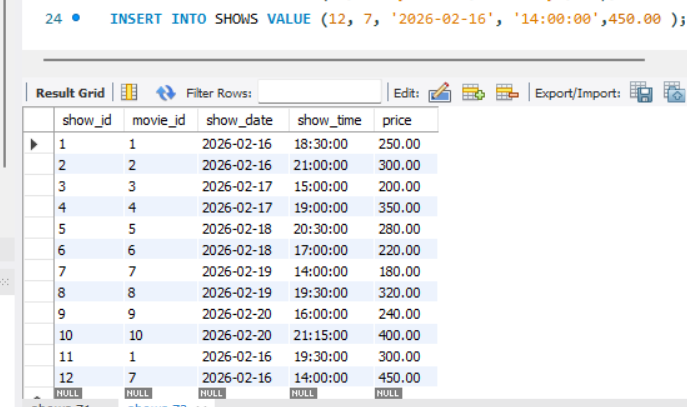 24 INSERT INTO SHOWS VALUE (12, 7, '2026-02-16', '14:00:00',450.00 );
Result Grid Filter Rows: Edit: Export/Import:
show_id movie_id show_date show_time price
1 1 2026-02-16 18:30:00 250.00
2 2 2026-02-16 21:00:00 300.00
3 3 2026-02-17 15:00:00 200.00
4 4 2026-02-17 19:00:00 350.00
5 5 2026-02-18 20:30:00 280.00
6 6 2026-02-18 17:00:00 220.00
7 7 2026-02-19 14:00:00 180.00
8 8 2026-02-19 19:30:00 320.00
9 9 2026-02-20 16:00:00 240.00
10 10 2026-02-20 21:15:00 400.00
11 1 2026-02-16 19:30:00 300.00
12 7 2026-02-16 14:00:00 450.00
NULL NULL NULL NULL NULL